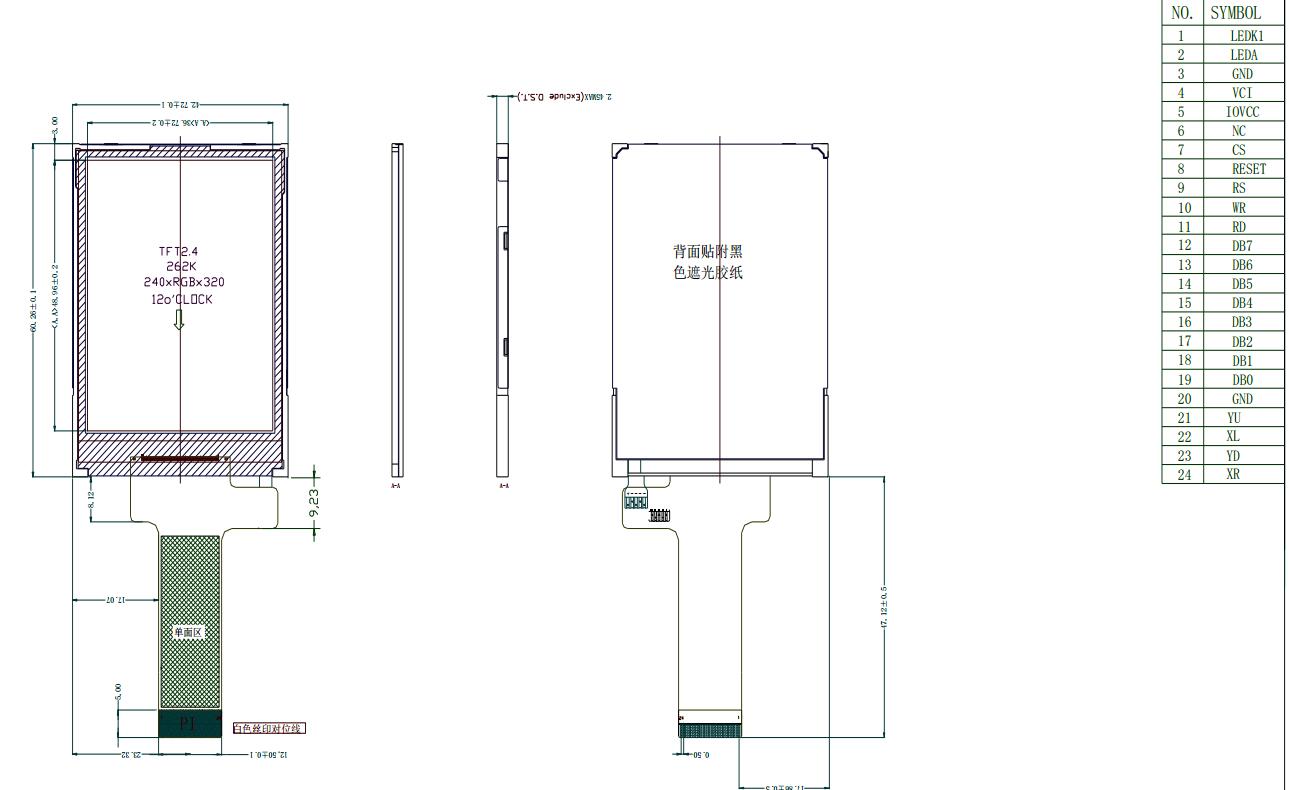 2.45MAX(Exclude D.S.T.)
42.72±0.1
<A.A>36.72±0.2
3.00
60.26±0.1
<A.A>48.96±0.2
TFT2.4
262K
240xRGBx320
12o'CLOCK
背面贴附黑
色遮光胶纸
V-V
V-V
8.12
9,23
17.07
单面区
5.00
PI
白色丝印对位线
23.32
12.50±0.1
47.12±0.5
0.50
17.86±0.5
NO. SYMBOL
1 LEDK1
2 LEDA
3 GND
4 VCI
5 IOVCC
6 NC
7 CS
8 RESET
9 RS
10 WR
11 RD
12 DB7
13 DB6
14 DB5
15 DB4
16 DB3
17 DB2
18 DB1
19 DB0
20 GND
21 YU
22 XL
23 YD
24 XR